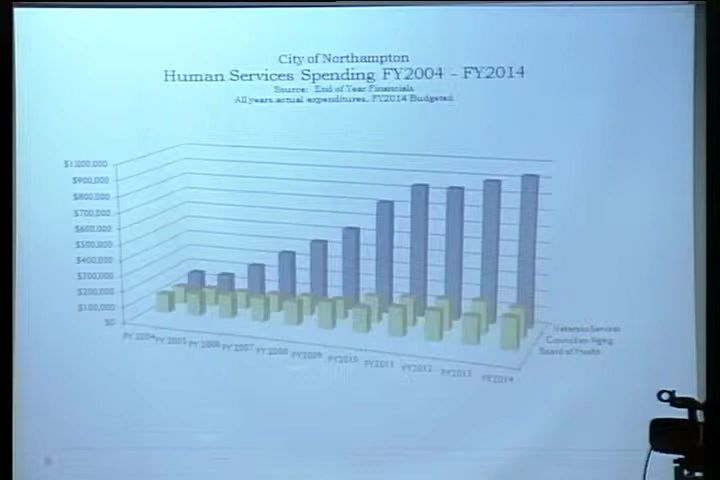 City of Northampton
Human Services Spending FY2004 - FY2014
Source: End of Year Financials
All years actual expenditures, FY2014 Budgeted
$1,000,000
$900,000
$800,000
$700,000
$600,000
$500,000
$400,000
$300,000
$200,000
$100,000
$0
FY 2004
FY 2005
FY 2006
FY 2007
FY 2008
FY2009
FY2010
FY2011
FY2012
FY2013
FY2014
Veterans Services
Council on Aging
Board of Health